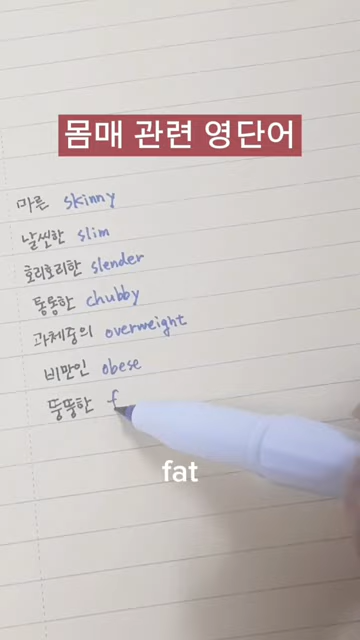 몸매 관련 영단어
마른 skinny
날씬한 slim
호리호리한 slender
통통한 chubby
과체중의 overweight
비만인 obese
뚱뚱한 f
fat